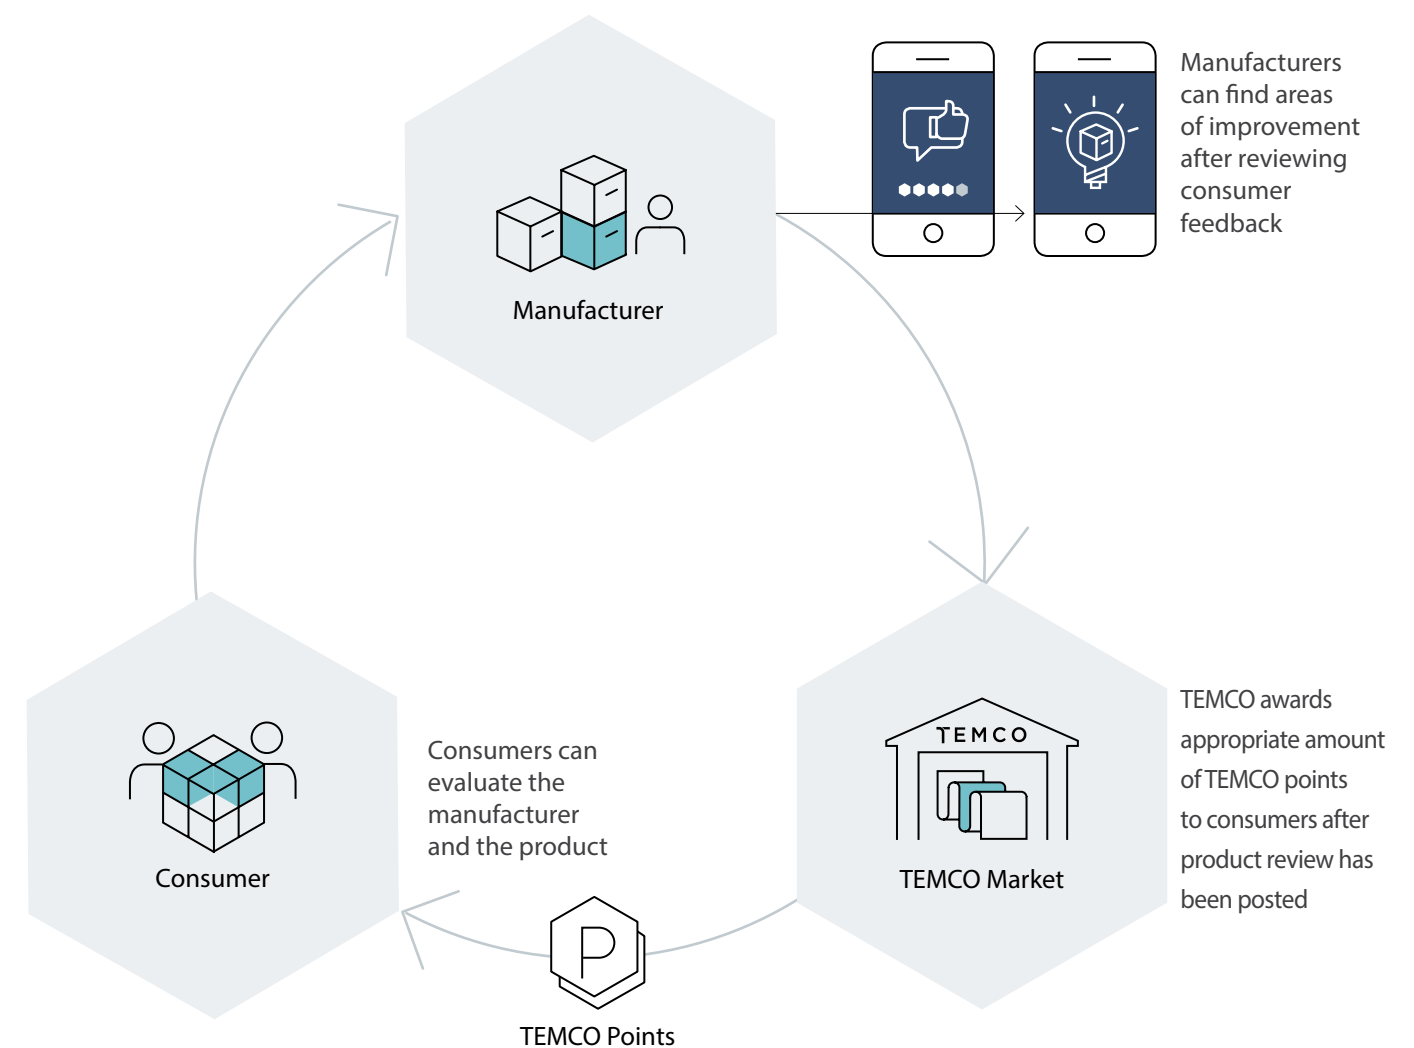 Manufacturers
can find areas
of improvement
after reviewing
consumer
feedback
Manufacturer
TEMCO
TEMCO Market
TEMCO awards
appropriate amount
of TEMCO points
to consumers after
product review has
been posted
Consumers can
evaluate the
manufacturer
and the product
Consumer
P
TEMCO Points